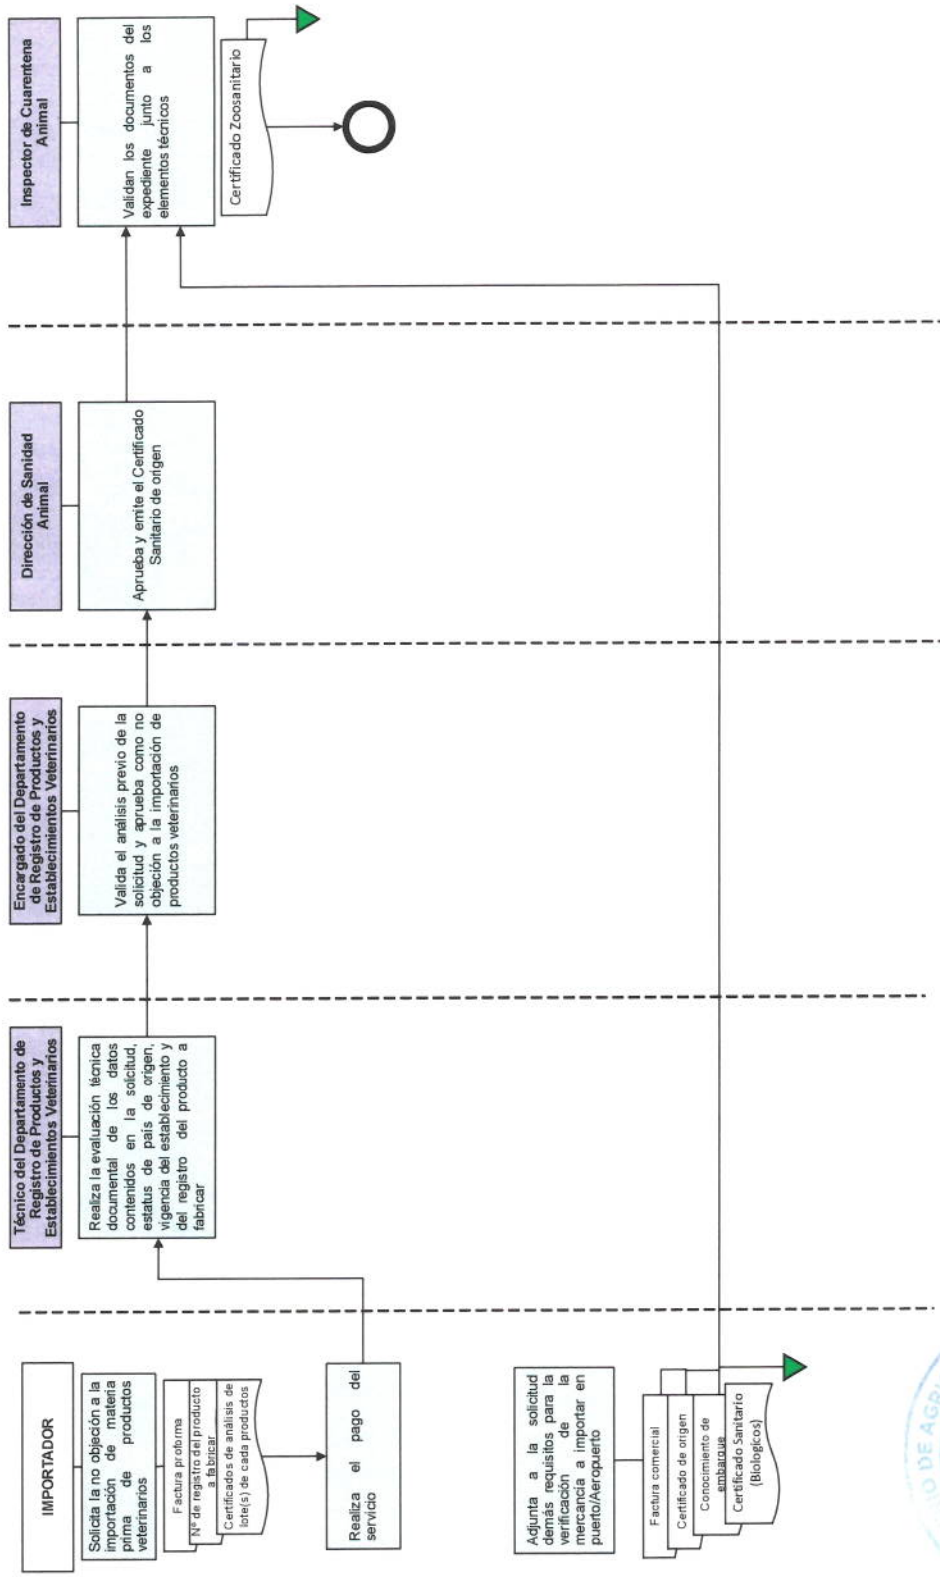 IMPORTADOR
Solicita la no objeción a la
importación de materia
prima de productos
veterinarios
Factura proforma
Nº de registro del producto
a fabricar
Certificados de análisis de
lote(s) de cada productos
Realiza el pago del
servicio
Adjunta a la solicitud
demás requisitos para la
verificación de la
mercancía a importar en
puerto/Aeropuerto
Factura comercial
Certificado de origen
Conocimiento de
embarque
Certificado Sanitario
(Biologicos)
Técnico del Departamento de
Registro de Productos y
Establecimientos Veterinarios
Realiza la evaluación técnica
documental de los datos
contenidos en la solicitud,
estatus de país de origen,
vigencia del establecimiento y
del registro del producto a
fabricar
Encargado del Departamento
de Registro de Productos y
Establecimientos Veterinarios
Valida el análisis previo de la
solicitud y aprueba como no
objeción a la importación de
productos veterinarios
Dirección de Sanidad
Animal
Aprueba y emite el Certificado
Sanitario de origen
Inspector de Cuarentena
Animal
Validan los documentos del
expediente junto a los
elementos técnicos
Certificado Zoosanitario